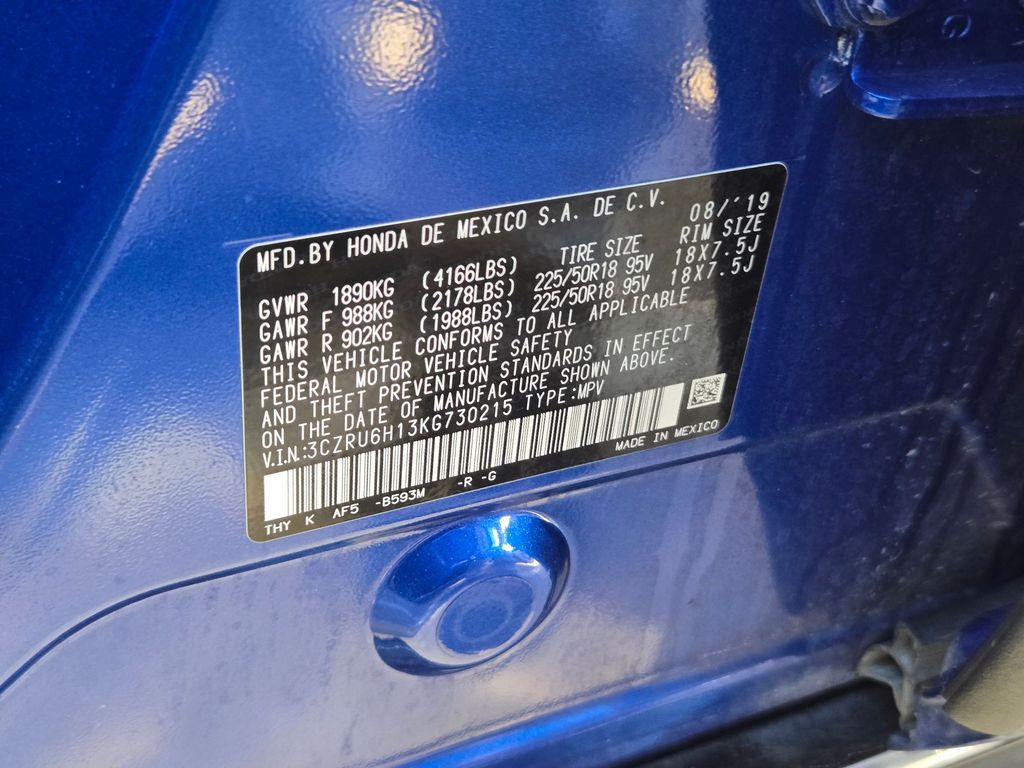 MFD.BY HONDA DE MEXICO S.A. DE C.V. 08/'19
TIRE SIZE RIM SIZE
GVWR 1890KG (4166LBS)
GAWR F 988KG (2178LBS) 225/50R18 95V 18X7.5J
GAWR R 902KG (1988LBS) 225/50R18 95V 18X7.5J
THIS VEHICLE CONFORMS TO ALL APPLICABLE
FEDERAL MOTOR VEHICLE SAFETY
AND THEFT PREVENTION STANDARDS IN EFFECT
ON THE DATE OF MANUFACTURE SHOWN ABOVE.
V.I.N.:3CZRU6H13KG730215 TYPE:MPV
THY K AF5 -B593M -R -G MADE IN MEXICO